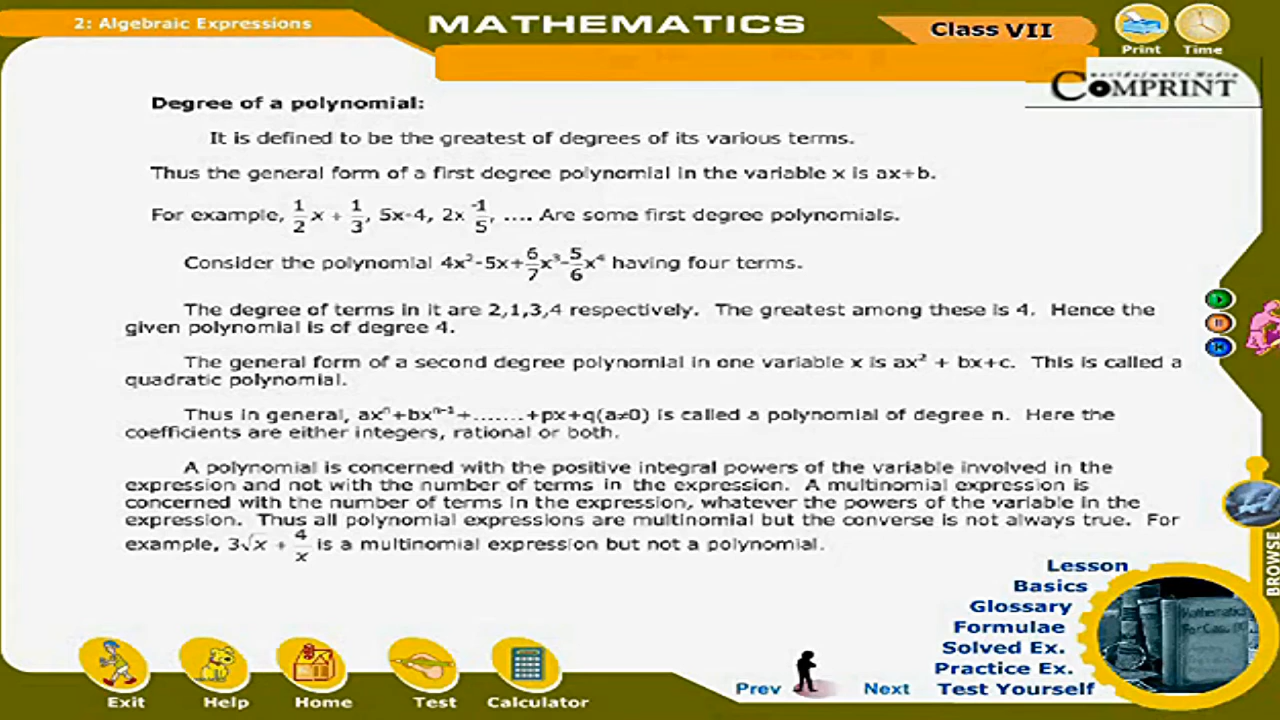 2: Algebraic Expressions
MATHEMATICS
Class VII
Print
Time
COMPRINT
Degree of a polynomial:
It is defined to be the greatest of degrees of its various terms.
Thus the general form of a first degree polynomial in the variable x is ax+b.
For example, 1/2 x + 1/3, 5x-4, 2x -1/5, .... Are some first degree polynomials.
Consider the polynomial 4x²-5x+6/7x³-5/6x⁴ having four terms.
The degree of terms in it are 2,1,3,4 respectively. The greatest among these is 4. Hence the
given polynomial is of degree 4.
The general form of a second degree polynomial in one variable x is ax² + bx+c. This is called a
quadratic polynomial.
Thus in general, axⁿ+bxⁿ⁻¹+.......+px+q(a≠0) is called a polynomial of degree n. Here the
coefficients are either integers, rational or both.
A polynomial is concerned with the positive integral powers of the variable involved in the
expression and not with the number of terms in the expression. A multinomial expression is
concerned with the number of terms in the expression, whatever the powers of the variable in the
expression. Thus all polynomial expressions are multinomial but the converse is not always true. For
example, 3√x + 4/x is a multinomial expression but not a polynomial.
BROWSE
Lesson
Basics
Glossary
Formulae
Solved Ex.
Practice Ex.
Test Yourself
Mathematics
Prev
Next
Exit
Help
Home
Test
Calculator